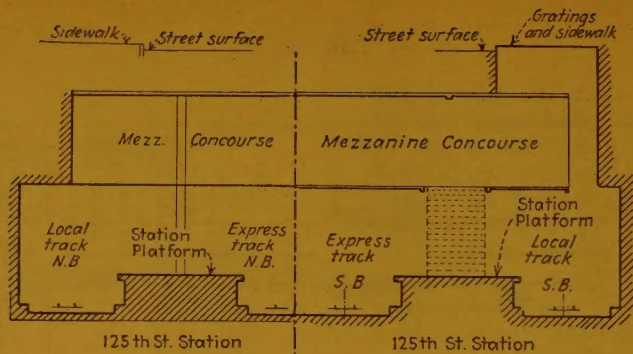 Gratings
and sidewalk
Sidewalk
Street surface
Street surface
Mezz. Concourse
Mezzanine Concourse
Local
track
N.B.
Station
Platform
Express
track
N.B.
Express
track
S.B
Station
Platform
Local
track
S.B.
125th St. Station
125th St. Station